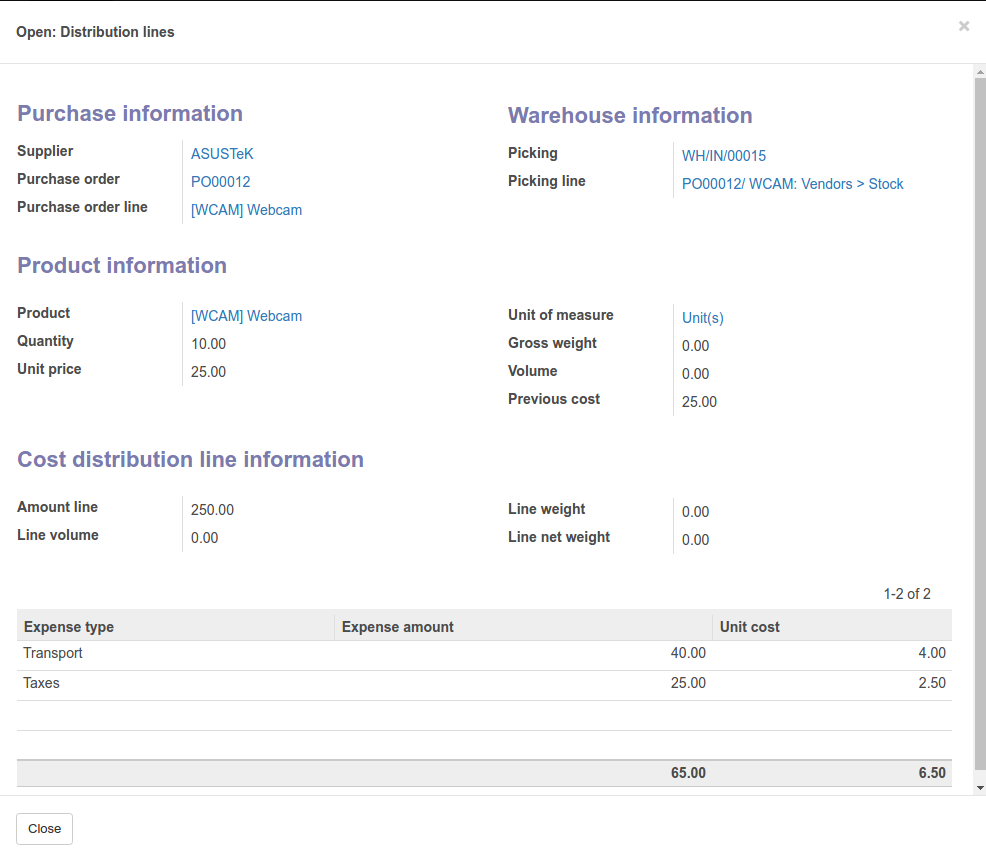 Open: Distribution lines
×
Purchase information
Supplier ASUSTeK
Purchase order PO00012
Purchase order line [WCAM] Webcam
Warehouse information
Picking WH/IN/00015
Picking line PO00012/ WCAM: Vendors > Stock
Product information
Product [WCAM] Webcam
Quantity 10.00
Unit price 25.00
Unit of measure Unit(s)
Gross weight 0.00
Volume 0.00
Previous cost 25.00
Cost distribution line information
Amount line 250.00
Line volume 0.00
Line weight 0.00
Line net weight 0.00
1-2 of 2
Expense type Expense amount Unit cost
Transport 40.00 4.00
Taxes 25.00 2.50
65.00 6.50
Close